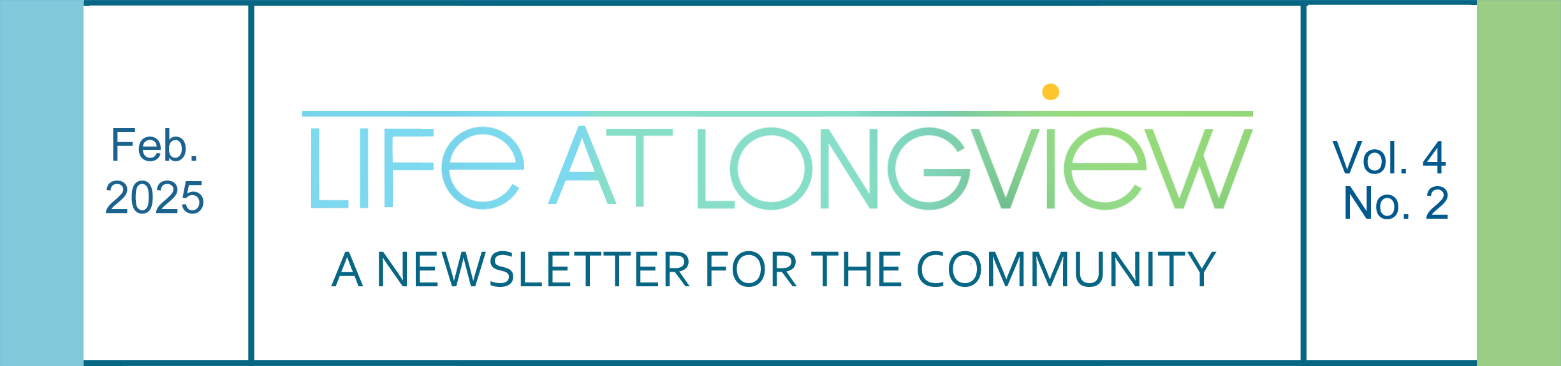 Feb.
2025
LIFE AT LONGVIEW
A NEWSLETTER FOR THE COMMUNITY
Vol. 4
No. 2